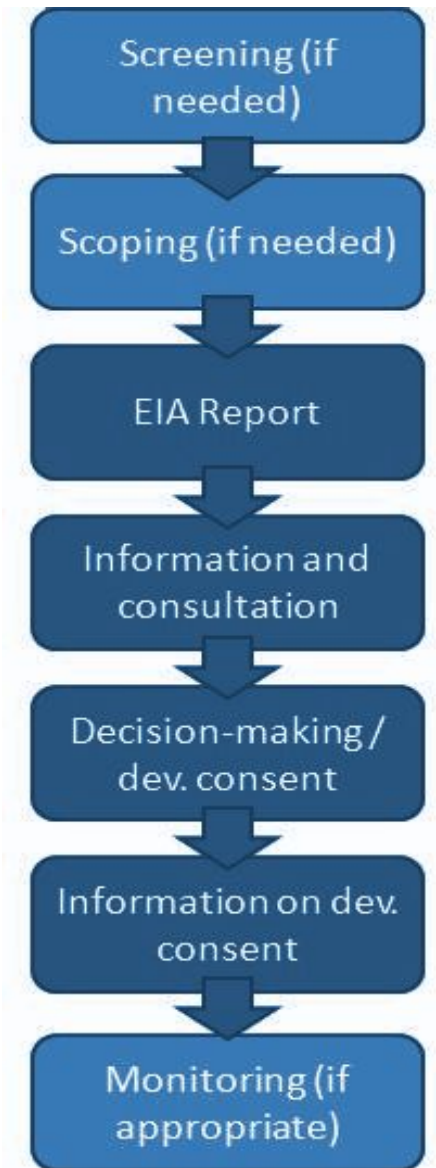 Screening (if
needed)
Scoping (if needed)
EIA Report
Information and
consultation
Decision-making /
dev. consent
Information on dev.
consent
Monitoring (if
appropriate)